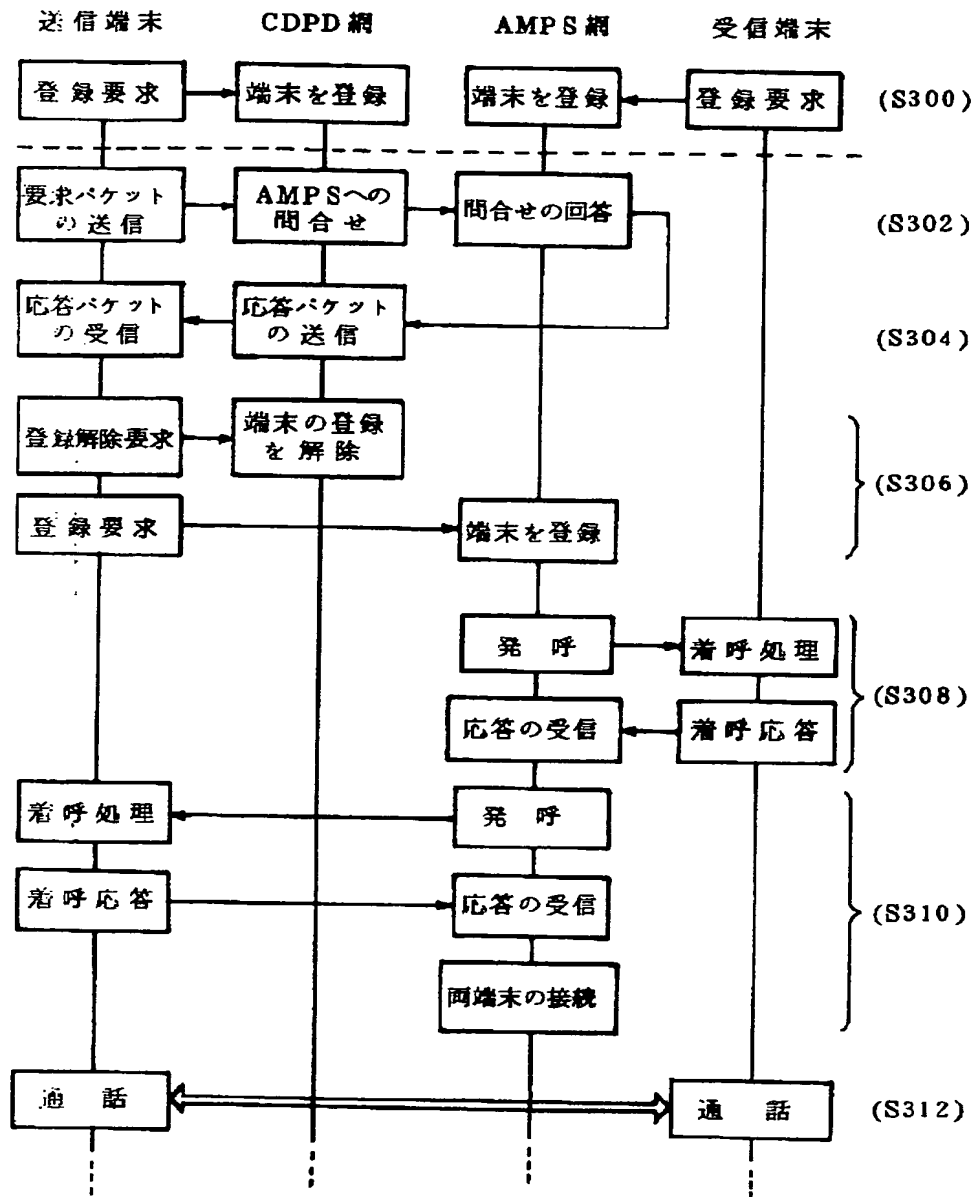 送信端末 CDPD網 AMPS網 受信端末
登録要求 端末を登録 端末を登録 登録要求 (S300)
要求パケット AMPSへの
の送信 問合せ 問合せの回答 (S302)
応答パケット 応答パケット
の受信 の送信 (S304)
登録解除要求 端末の登録
を解除
(S306)
登録要求 端末を登録
発呼 着呼処理
(S308)
応答の受信 着呼応答
着呼処理 発呼
着呼応答 応答の受信 (S310)
両端末の接続
通話 通話 (S312)